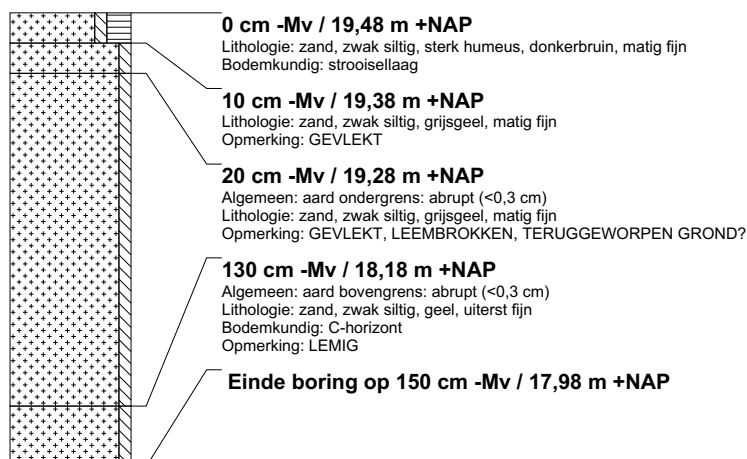 0 cm -Mv / 19,48 m +NAP
Lithologie: zand, zwak siltig, sterk humeus, donkerbruin, matig fijn
Bodemkundig: strooisellaag
10 cm -Mv / 19,38 m +NAP
Lithologie: zand, zwak siltig, grijsgeel, matig fijn
Opmerking: GEVLEKT
20 cm -Mv / 19,28 m +NAP
Algemeen: aard ondergrens: abrupt (<0,3 cm)
Lithologie: zand, zwak siltig, grijsgeel, matig fijn
Opmerking: GEVLEKT, LEEMBROKKEN, TERUGGEWORPEN GROND?
130 cm -Mv / 18,18 m +NAP
Algemeen: aard bovengrens: abrupt (<0,3 cm)
Lithologie: zand, zwak siltig, geel, uiterst fijn
Bodemkundig: C-horizont
Opmerking: LEMIG
Einde boring op 150 cm -Mv / 17,98 m +NAP